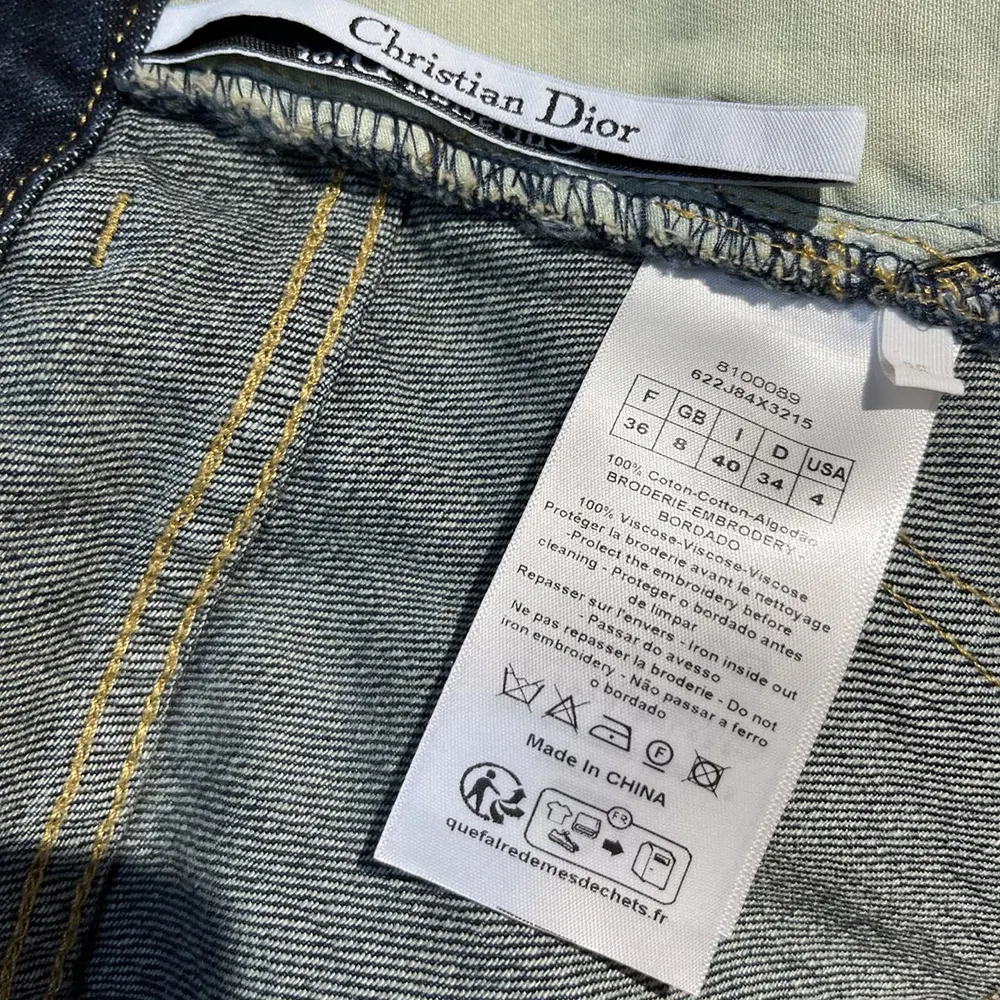 Christian Dior
8100089
622J84X3215
F GB I D USA
36 8 40 34 4
100% Coton-Cotton-Algodão
BRODERIE-EMBRODERY -
BORDADO
100% Viscose-Viscose-Viscose
Protéger la broderie avant le nettoyage
-Protect the embroidery before
cleaning - Proteger o bordado antes
de limpar
Repasser sur l'envers - Iron inside out
- Passar do avesso
Ne pas repasser la broderie - Do not
iron embroidery - Não passar a ferro
o bordado
F
Made In CHINA
FR
quefairedemesdechets.fr